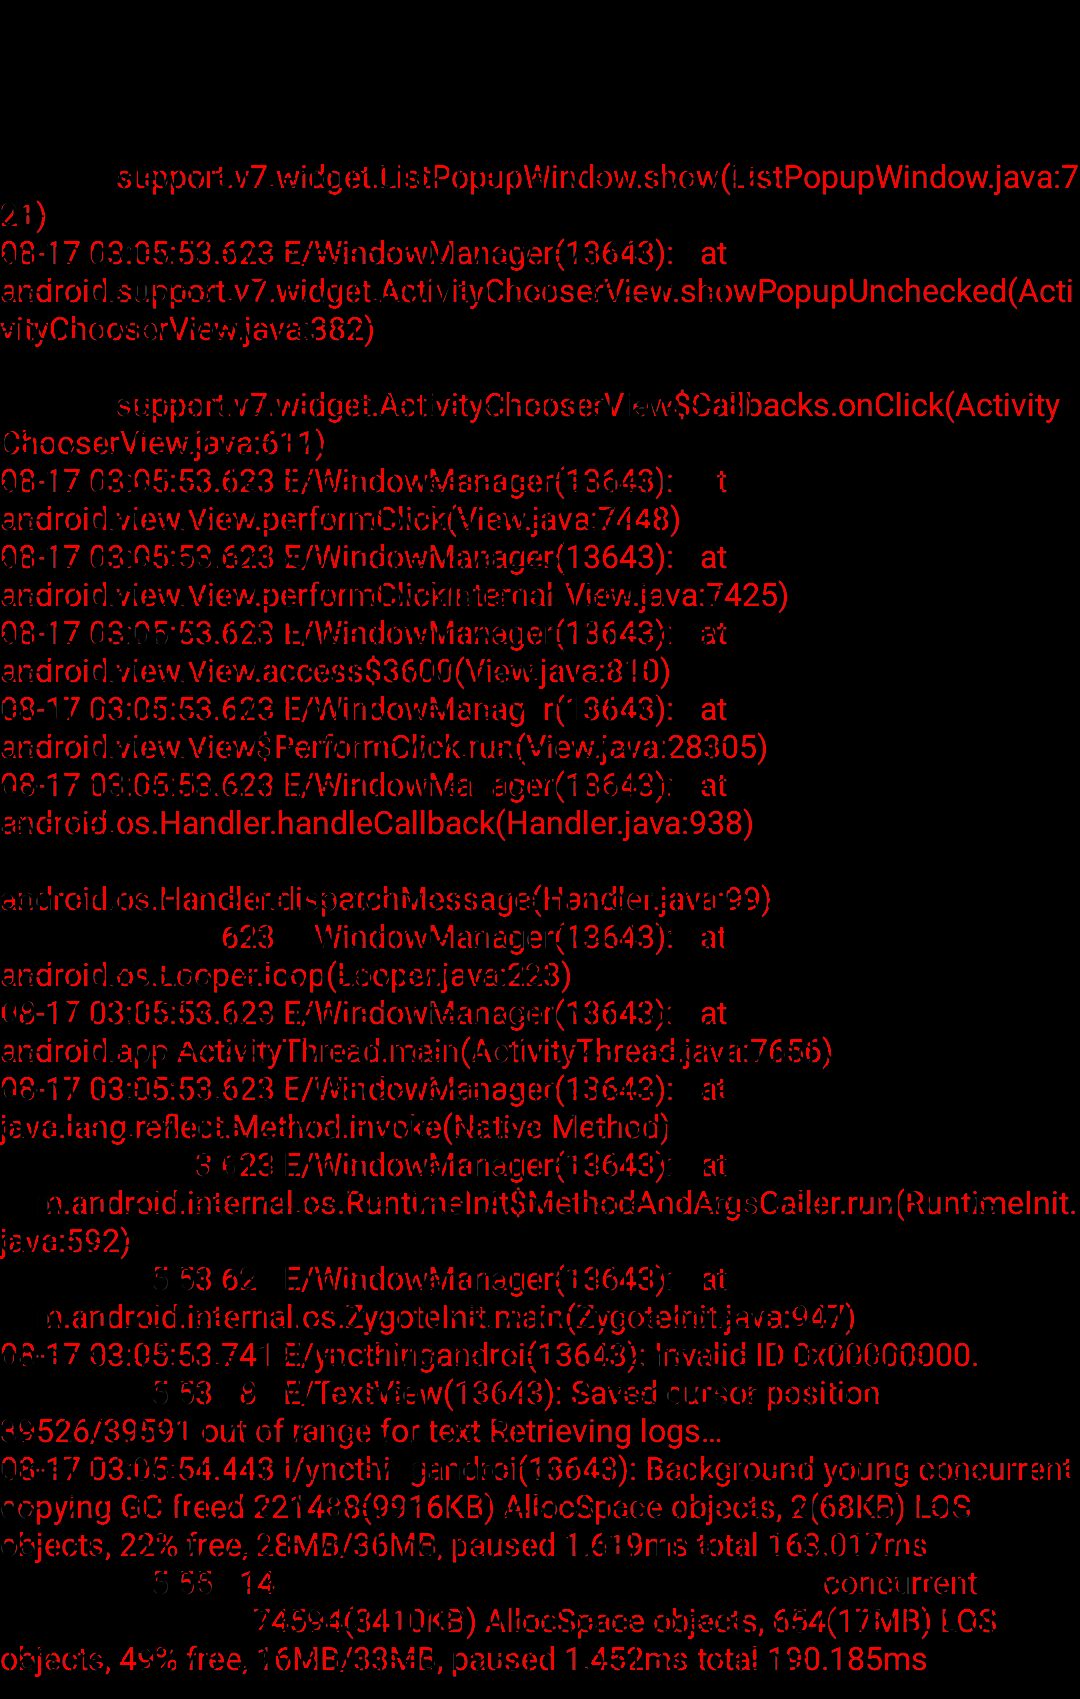 support.v7.widget.ListPopupWindow.show(ListPopupWindow.java:7
21)
08-17 03:05:53.623 E/WindowManager(13643): at
android.support.v7.widget.ActivityChooserView.showPopupUnchecked(Acti
vityChooserView.java:382)
support.v7.widget.ActivityChooserView$Callbacks.onClick(Activity
ChooserView.java:611)
08-17 03:05:53.623 E/WindowManager(13643): t
android.view.View.performClick(View.java:7448)
08-17 03:05:53.623 E/WindowManager(13643): at
android.view.View.performClickInternal View.java:7425)
08-17 03:05:53.623 E/WindowManager(13643): at
android.view.View.access$3600(View.java:810)
08-17 03:05:53.623 E/WindowManag r(13643): at
android.view.View$PerformClick.run(View.java:28305)
08-17 03:05:53.623 E/WindowMa ager(13643): at
android.os.Handler.handleCallback(Handler.java:938)
android.os.Handler.dispatchMessage(Handler.java:99)
623 WindowManager(13643): at
android.os.Looper.loop(Looper.java:223)
08-17 03:05:53.623 E/WindowManager(13643): at
android.app.ActivityThread.main(ActivityThread.java:7656)
08-17 03:05:53.623 E/WindowManager(13643): at
java.lang.reflect.Method.invoke(Native Method)
3.623 E/WindowManager(13643): at
m.android.internal.os.RuntimeInit$MethodAndArgsCaller.run(RuntimeInit.
java:592)
5 53 62 E/WindowManager(13643): at
m.android.internal.os.ZygoteInit.main(ZygoteInit.java:947)
08-17 03:05:53.741 E/yncthingandroi(13643): Invalid ID 0x00000000.
5 53 8 E/TextView(13643): Saved cursor position
39526/39591 out of range for text Retrieving logs…
08-17 03:05:54.443 I/yncthi gandroi(13643): Background young concurrent
copying GC freed 221488(9916KB) AllocSpace objects, 2(68KB) LOS
objects, 22% free, 28MB/36MB, paused 1.619ms total 163.017ms
5 55 14 concurrent
74594(3410KB) AllocSpace objects, 654(17MB) LOS
objects, 49% free, 16MB/33MB, paused 1.452ms total 190.185ms